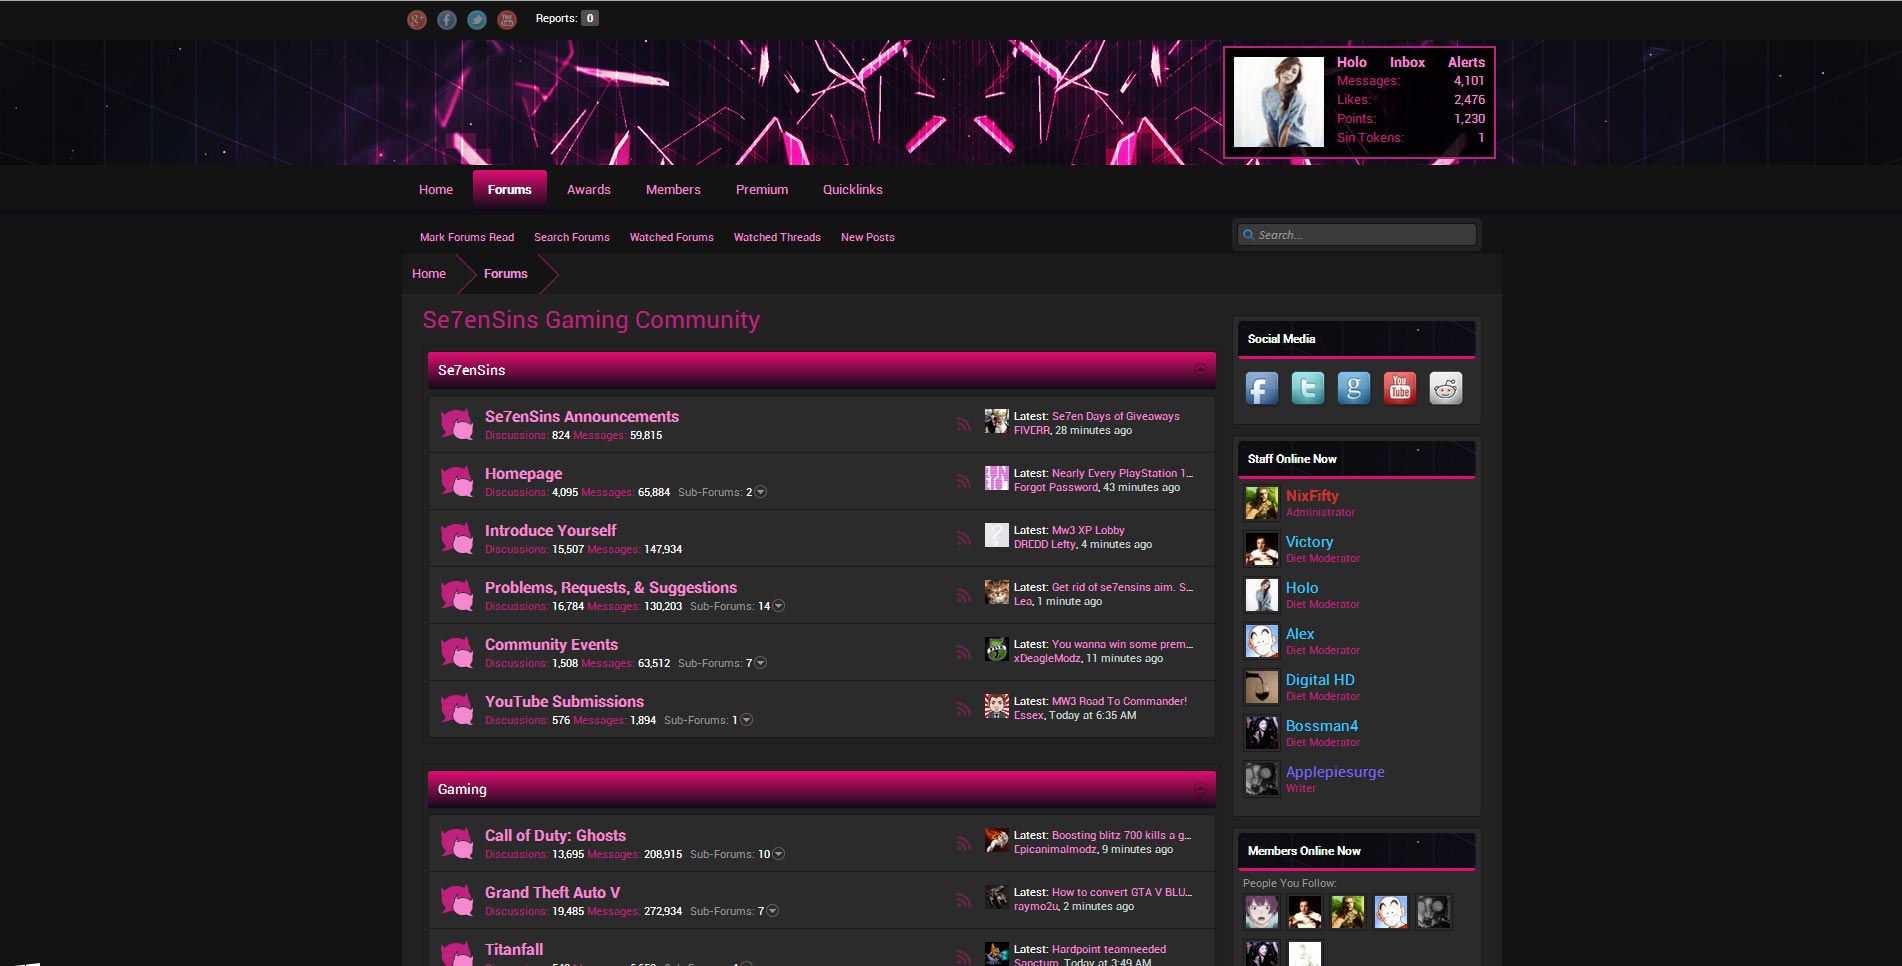 Reports: 0
Holo Inbox Alerts
Messages: 4,101
Likes: 2,476
Points: 1,230
Sin Tokens: 1
Home Forums Awards Members Premium Quicklinks
Mark Forums Read Search Forums Watched Forums Watched Threads New Posts
Search...
Home Forums
Se7enSins Gaming Community
Se7enSins
Se7enSins Announcements
Discussions: 824 Messages: 59,815
Latest: Se7en Days of Giveaways
FIVERR, 28 minutes ago
Homepage
Discussions: 4,095 Messages: 65,884 Sub-Forums: 2
Latest: Nearly Every PlayStation 1...
Forgot Password, 43 minutes ago
Introduce Yourself
Discussions: 15,507 Messages: 147,934
Latest: Mw3 XP Lobby
DREDD Lefty, 4 minutes ago
Problems, Requests, & Suggestions
Discussions: 16,784 Messages: 130,203 Sub-Forums: 14
Latest: Get rid of se7ensins aim. S...
Lea, 1 minute ago
Community Events
Discussions: 1,508 Messages: 63,512 Sub-Forums: 7
Latest: You wanna win some prem...
xDeagleModz, 11 minutes ago
YouTube Submissions
Discussions: 576 Messages: 1,894 Sub-Forums: 1
Latest: MW3 Road To Commander!
Essex, Today at 6:35 AM
Gaming
Call of Duty: Ghosts
Discussions: 13,695 Messages: 208,915 Sub-Forums: 10
Latest: Boosting blitz 700 kills a g...
Epicanimalmodz, 9 minutes ago
Grand Theft Auto V
Discussions: 19,485 Messages: 272,934 Sub-Forums: 7
Latest: How to convert GTA V BLU...
raymo2u, 2 minutes ago
Titanfall
Latest: Hardpoint teamneeded
Sanctum, Today at 3:49 AM
Social Media
You Tube
Staff Online Now
NixFifty
Administrator
Victory
Diet Moderator
Holo
Diet Moderator
Alex
Diet Moderator
Digital HD
Diet Moderator
Bossman4
Diet Moderator
Applepiesurge
Writer
Members Online Now
People You Follow: